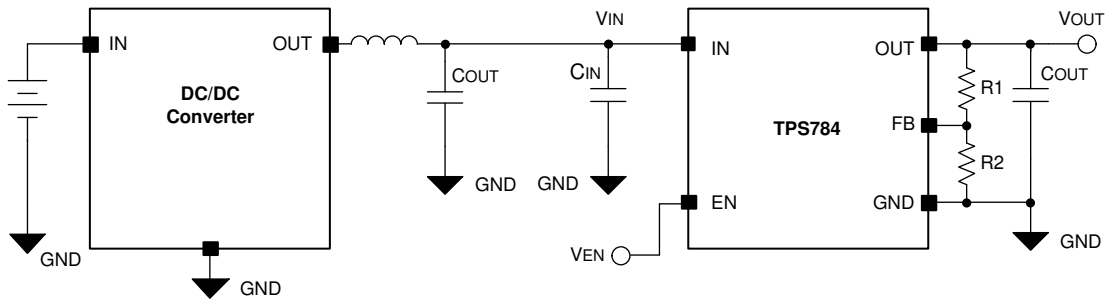 IN
OUT
DC/DC
Converter
GND
GND
VIN
COUT
GND
CIN
GND
IN
OUT
TPS784
FB
EN
GND
VEN
R1
R2
COUT
VOUT
GND